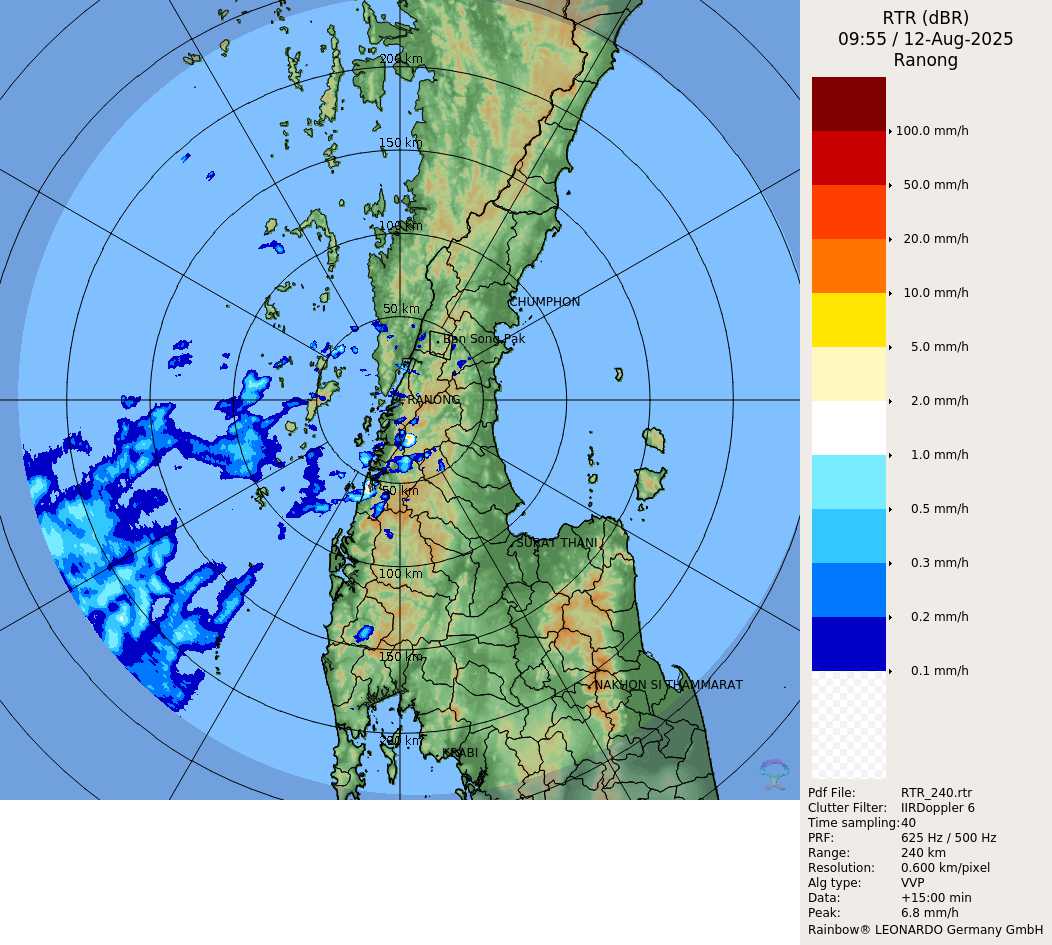 RTR (dBR)
09:55 / 12-Aug-2025
Ranong
200 km
150 km
100 km
50 km
CHUMPHON
Ban Song Pak
RANONG
50 km
SURAT THANI
100 km
150 km
NAKHON SI THAMMARAT
200 km
KRABI
100.0 mm/h
50.0 mm/h
20.0 mm/h
10.0 mm/h
5.0 mm/h
2.0 mm/h
1.0 mm/h
0.5 mm/h
0.3 mm/h
0.2 mm/h
0.1 mm/h
Pdf File: RTR_240.rtr
Clutter Filter: IIRDoppler 6
Time sampling: 40
PRF: 625 Hz / 500 Hz
Range: 240 km
Resolution: 0.600 km/pixel
Alg type: VVP
Data: +15:00 min
Peak: 6.8 mm/h
Rainbow® LEONARDO Germany GmbH